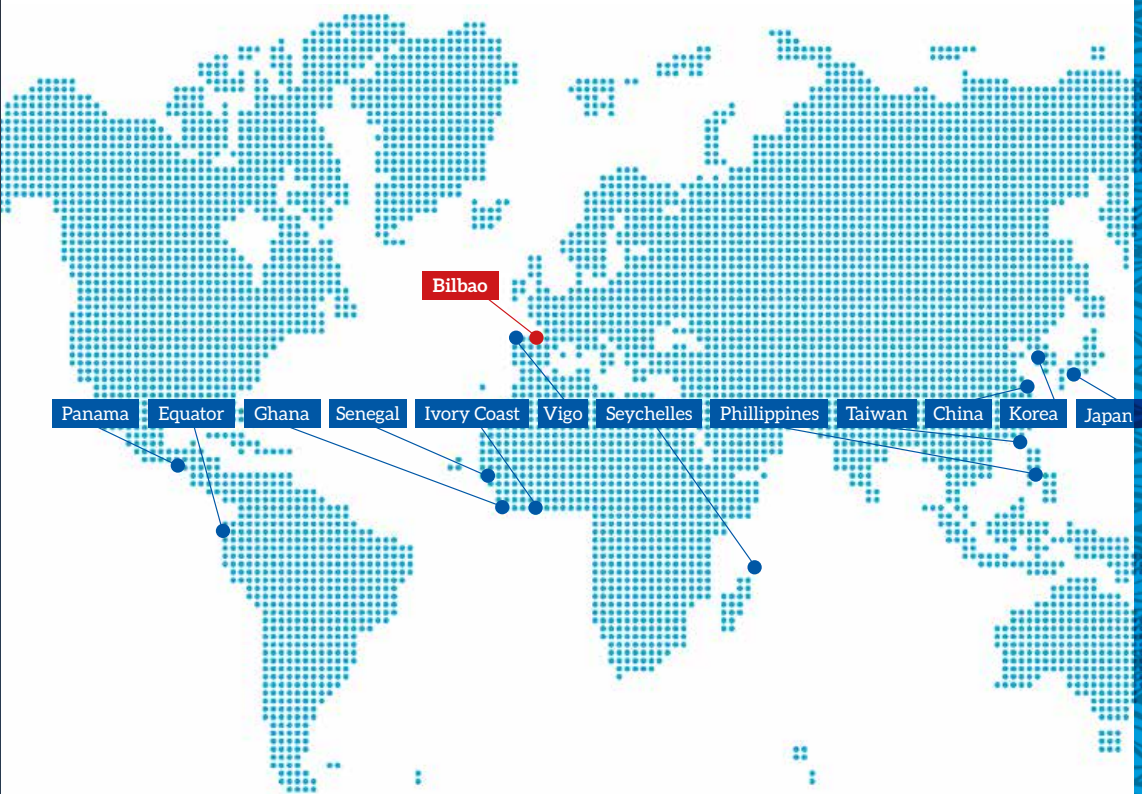 Bilbao
Panama
Equator
Ghana
Senegal
Ivory Coast
Vigo
Seychelles
Phillippines
Taiwan
China
Korea
Japan